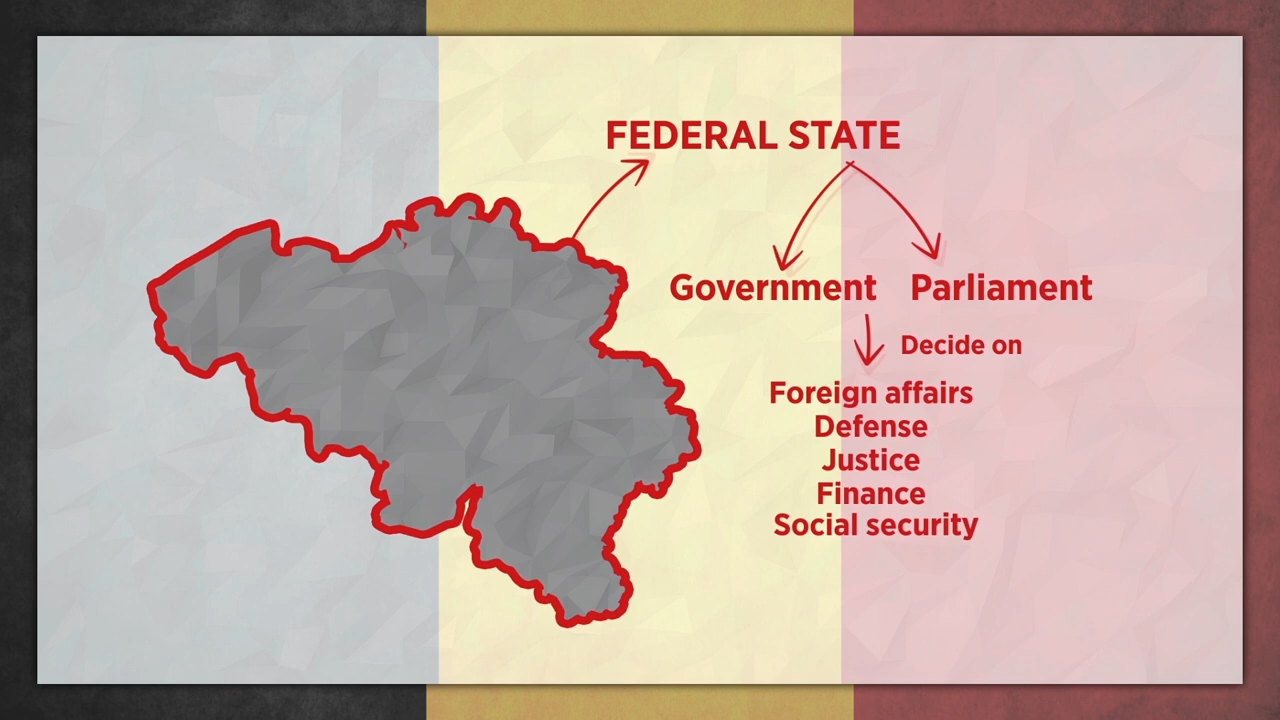 FEDERAL STATE
Government Parliament
Decide on
Foreign affairs
Defense
Justice
Finance
Social security